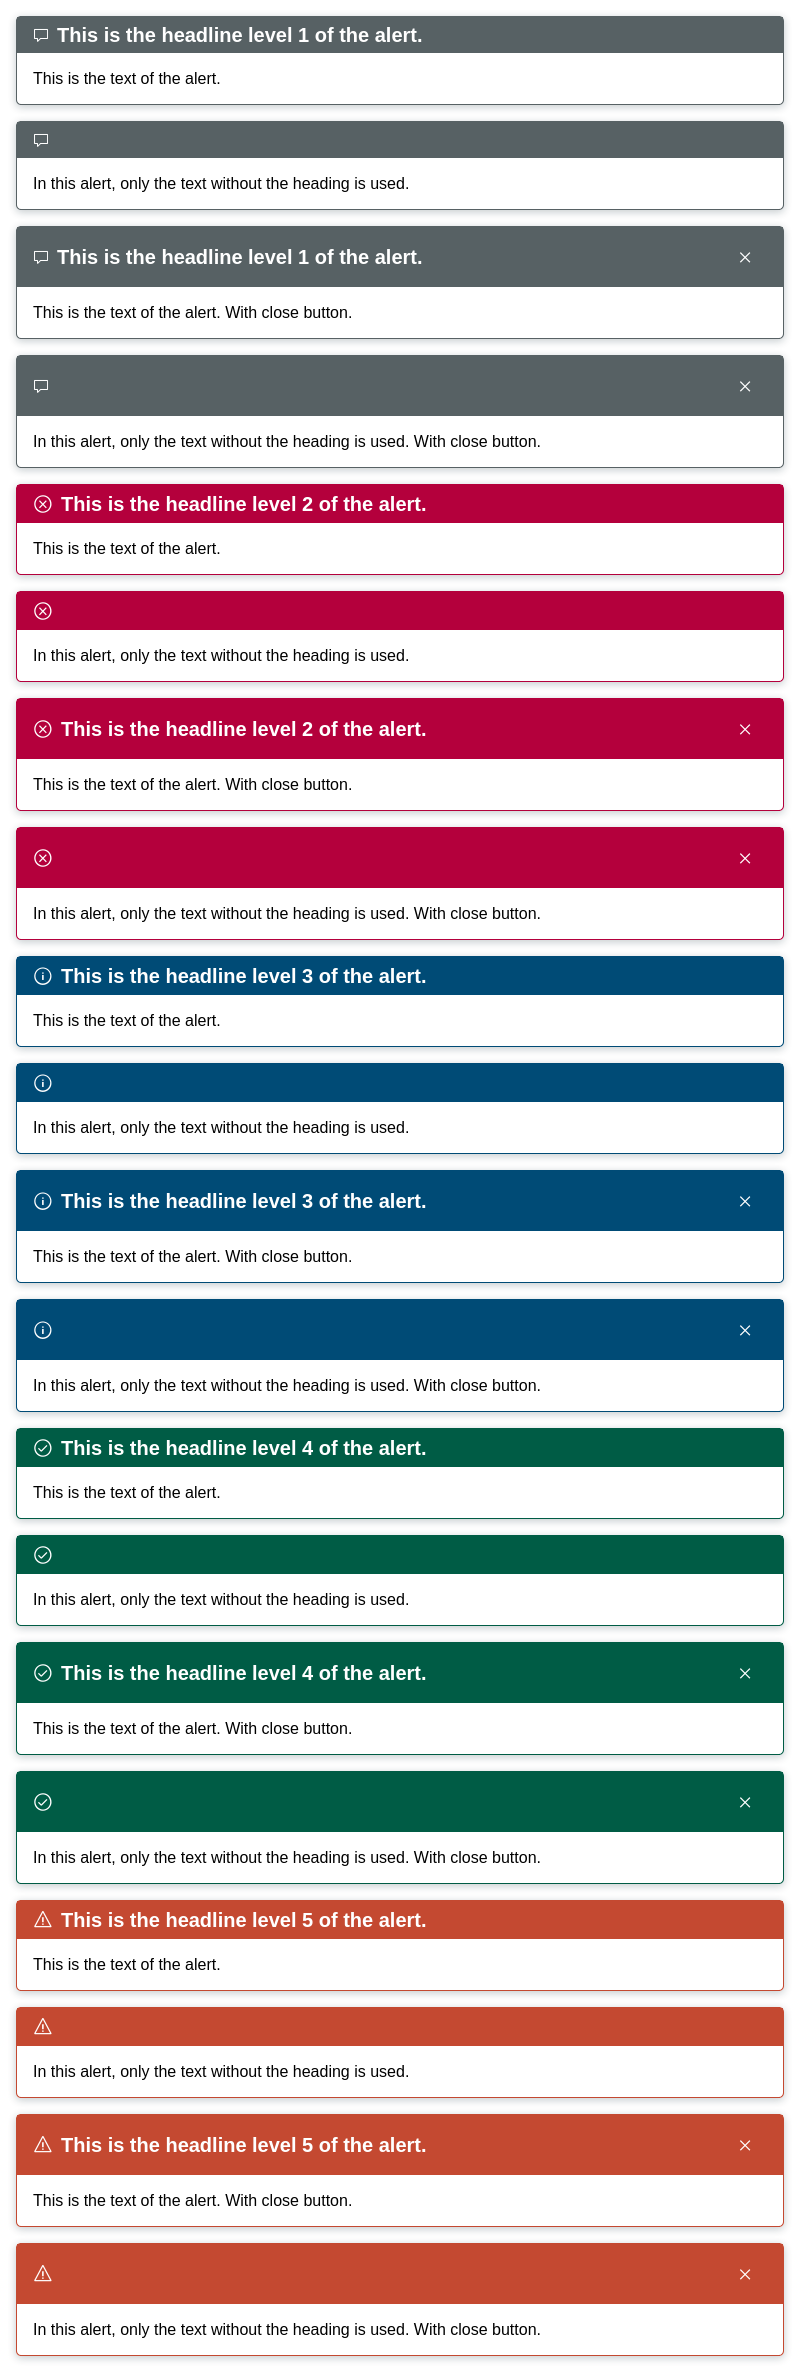 This is the headline level 1 of the alert.
This is the text of the alert.
In this alert, only the text without the heading is used.
This is the headline level 1 of the alert.
This is the text of the alert. With close button.
In this alert, only the text without the heading is used. With close button.
This is the headline level 2 of the alert.
This is the text of the alert.
In this alert, only the text without the heading is used.
This is the headline level 2 of the alert.
This is the text of the alert. With close button.
In this alert, only the text without the heading is used. With close button.
This is the headline level 3 of the alert.
This is the text of the alert.
In this alert, only the text without the heading is used.
This is the headline level 3 of the alert.
This is the text of the alert. With close button.
In this alert, only the text without the heading is used. With close button.
This is the headline level 4 of the alert.
This is the text of the alert.
In this alert, only the text without the heading is used.
This is the headline level 4 of the alert.
This is the text of the alert. With close button.
In this alert, only the text without the heading is used. With close button.
This is the headline level 5 of the alert.
This is the text of the alert.
In this alert, only the text without the heading is used.
This is the headline level 5 of the alert.
This is the text of the alert. With close button.
In this alert, only the text without the heading is used. With close button.